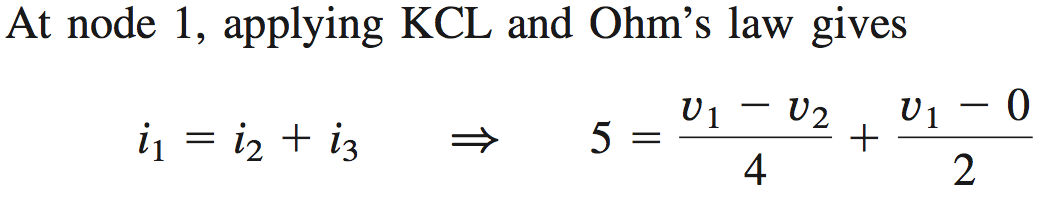 At node 1, applying KCL and Ohm’s law gives
i₁ = i₂ + i₃ ⇒ 5 = (v₁ − v₂)/4 + (v₁ − 0)/2